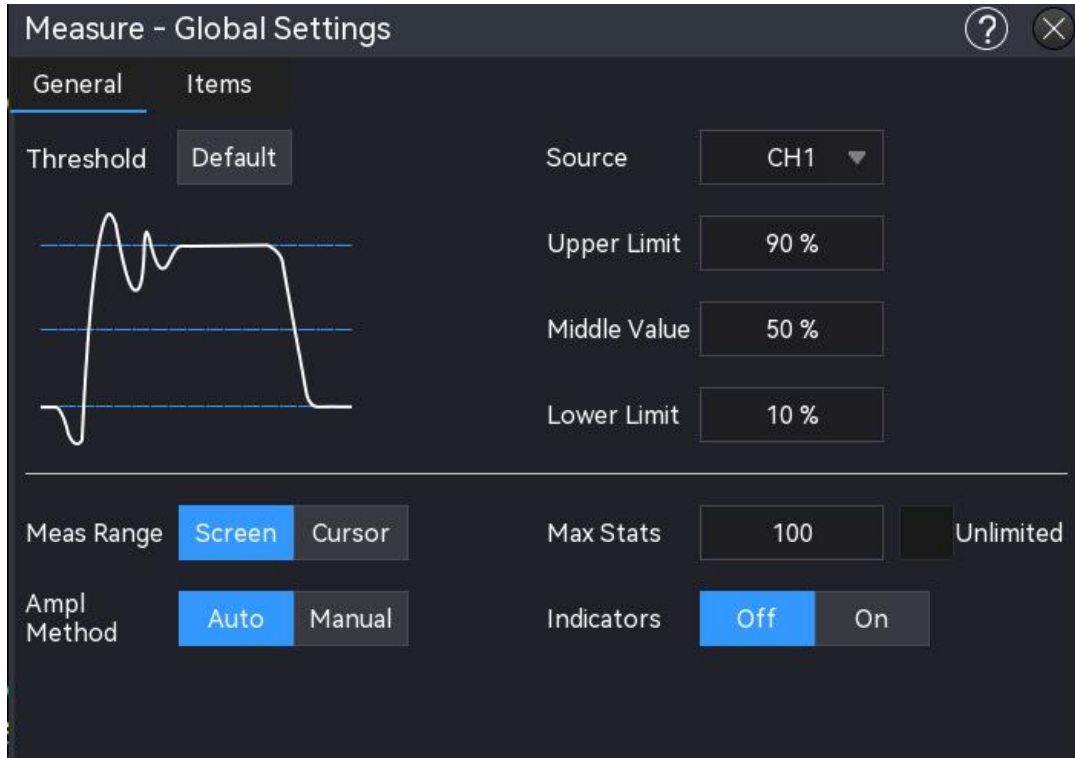 Measure - Global Settings
?
General Items
Threshold Default Source CH1
Upper Limit 90 %
Middle Value 50 %
Lower Limit 10 %
Meas Range Screen Cursor Max Stats 100 Unlimited
Ampl
Method Auto Manual Indicators Off On